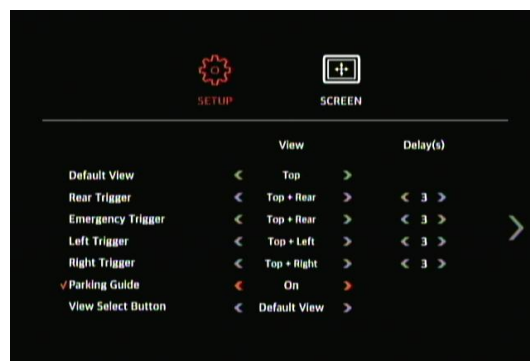 SETUP SCREEN
View Delay(s)
Default View < Top >
Rear Trigger < Top + Rear > < 3 >
Emergency Trigger < Top + Rear > < 3 >
Left Trigger < Top + Left > < 3 >
Right Trigger < Top + Right > < 3 >
√ Parking Guide < On >
View Select Button < Default View >